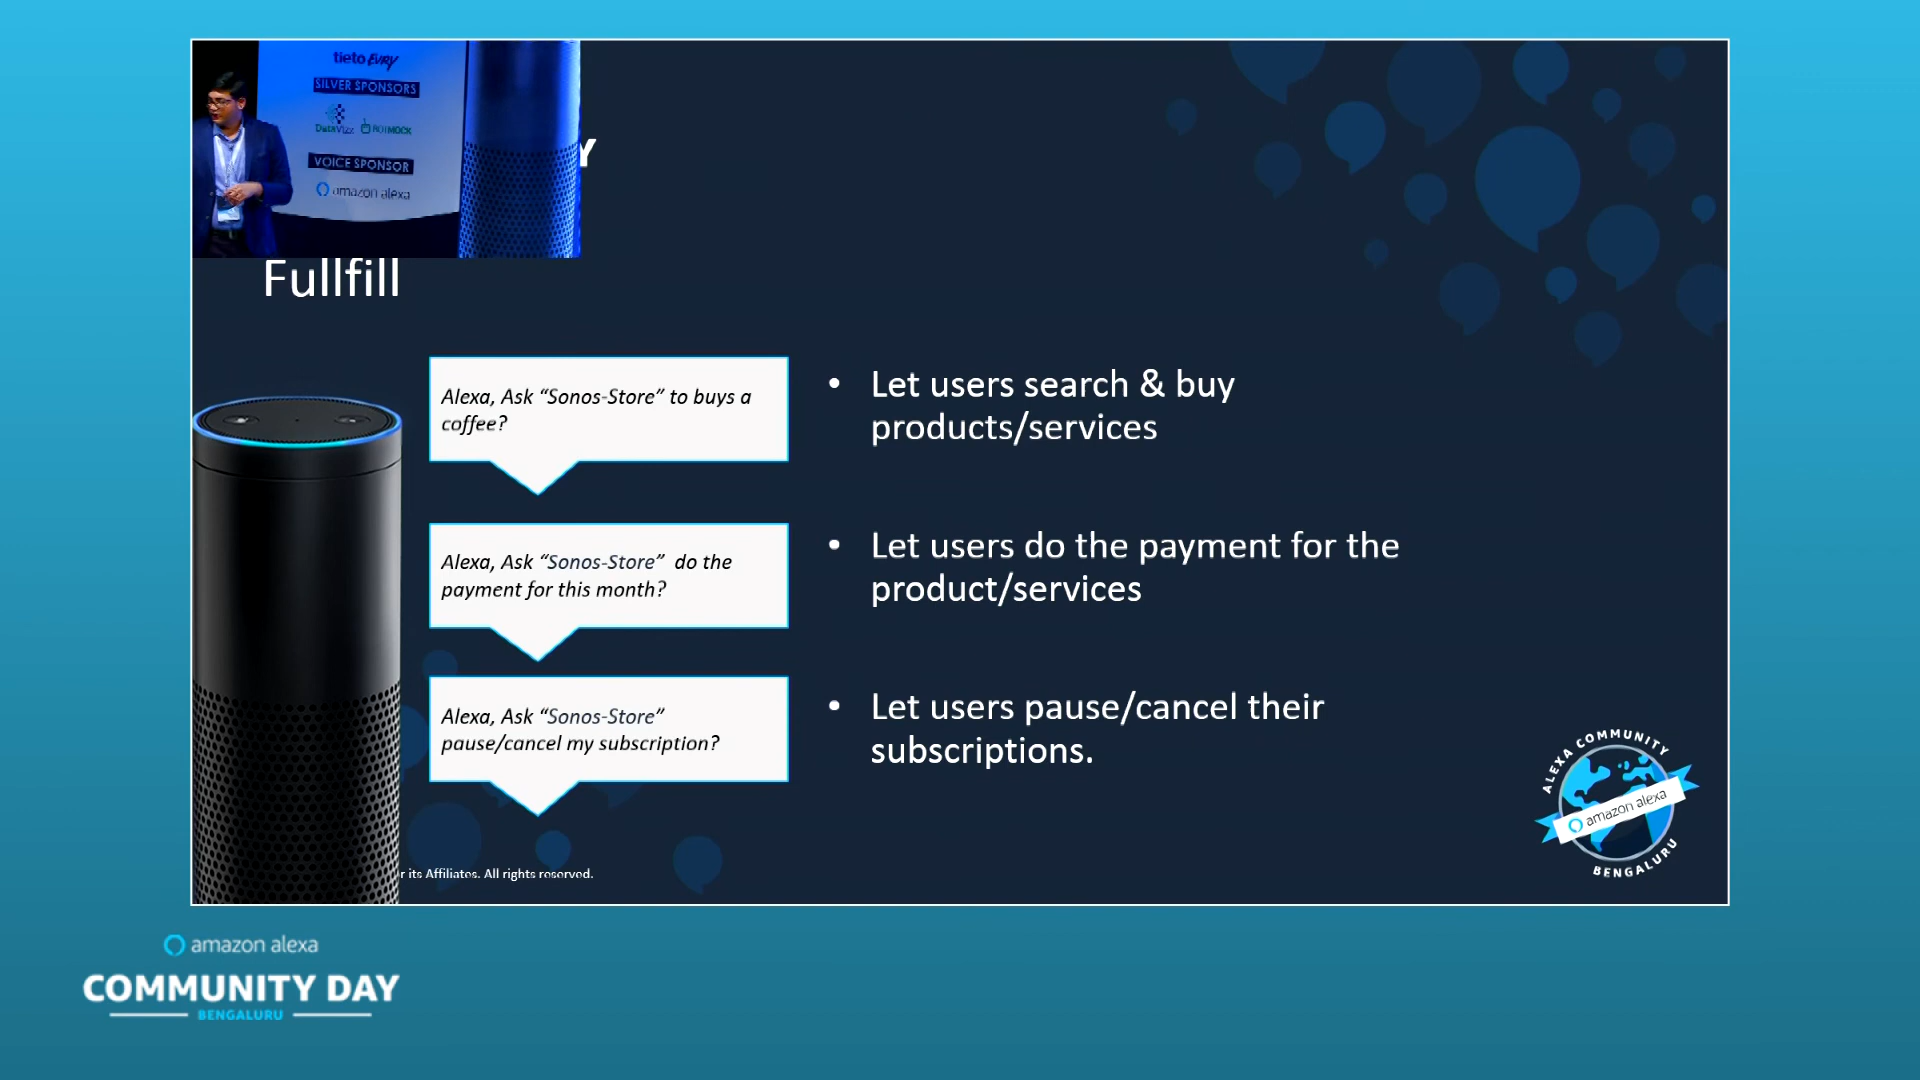 tieto Evry
SILVER SPONSORS
DataVizz BOTMOCK
VOICE SPONSOR
amazon alexa
Y
Fullfill
Alexa, Ask “Sonos-Store” to buys a
coffee?
• Let users search & buy
products/services
Alexa, Ask “Sonos-Store” do the
payment for this month?
• Let users do the payment for the
product/services
Alexa, Ask “Sonos-Store”
pause/cancel my subscription?
• Let users pause/cancel their
subscriptions.
ALEXA COMMUNITY
amazon alexa
BENGALURU
r its Affiliates. All rights reserved.
amazon alexa
COMMUNITY DAY
BENGALURU